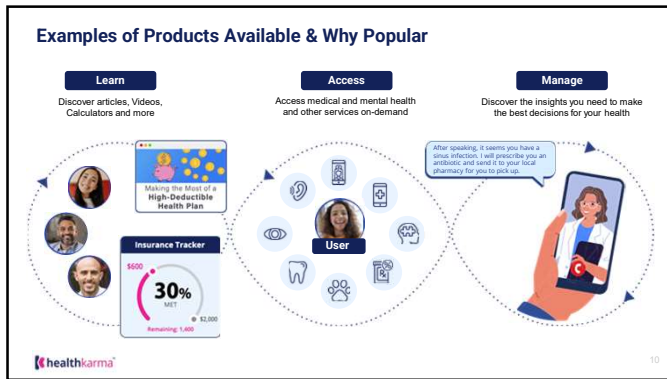 Examples of Products Available & Why Popular
Learn
Discover articles, Videos,
Calculators and more
Making the Most of a
High-Deductible
Health Plan
Insurance Tracker
$600
30%
MET
$2,000
Remaining: 1,400
Access
Access medical and mental health
and other services on-demand
User
Manage
Discover the insights you need to make
the best decisions for your health
After speaking, it seems you have a
sinus infection. I will prescribe you an
antibiotic and send it to your local
pharmacy for you to pick up.
healthkarma
10